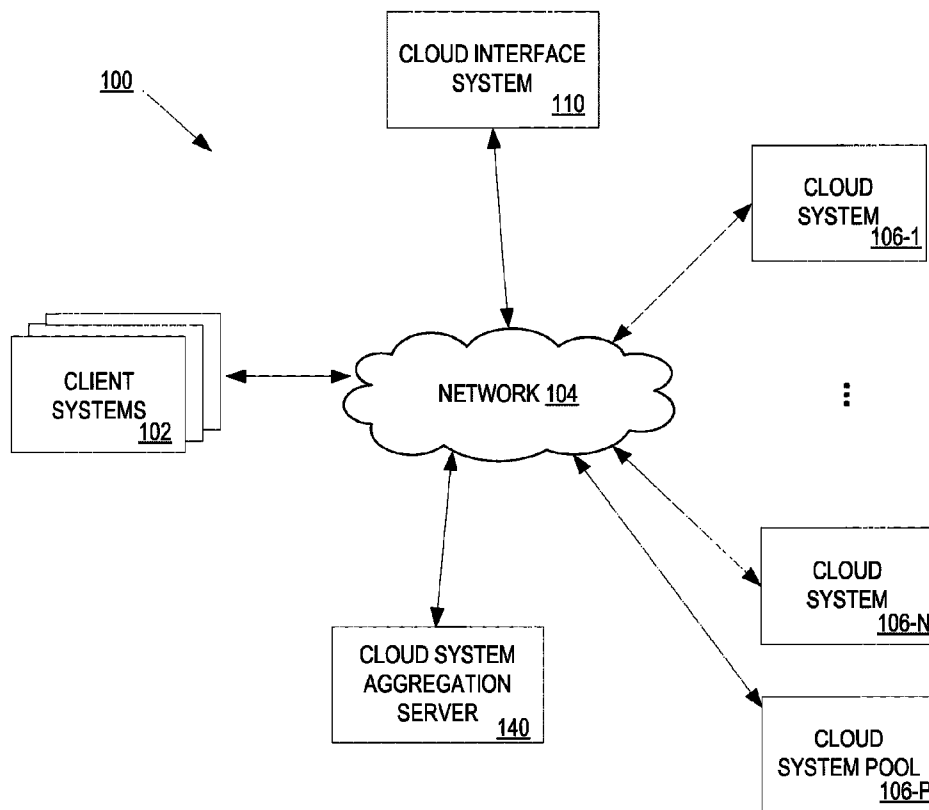 100
CLOUD INTERFACE
SYSTEM
110
CLOUD
SYSTEM
106-1
CLIENT
SYSTEMS
102
NETWORK 104
...
CLOUD
SYSTEM
106-N
CLOUD SYSTEM
AGGREGATION
SERVER
140
CLOUD
SYSTEM POOL
106-P